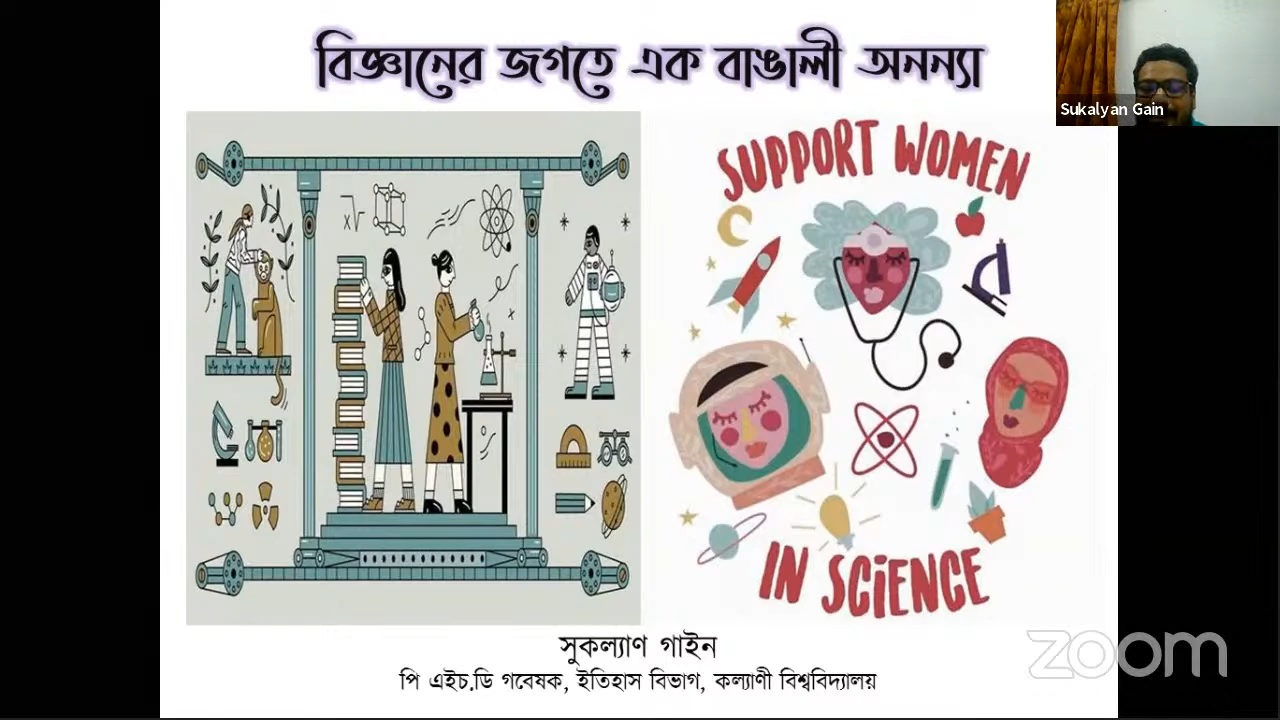 বিজ্ঞানের জগতে এক বাঙালী অনন্যা
Sukalyan Gain
SUPPORT WOMEN
IN SCIENCE
সুকল্যাণ গাইন
পি এইচ.ডি গবেষক, ইতিহাস বিভাগ, কল্যাণী বিশ্ববিদ্যালয়
zoom